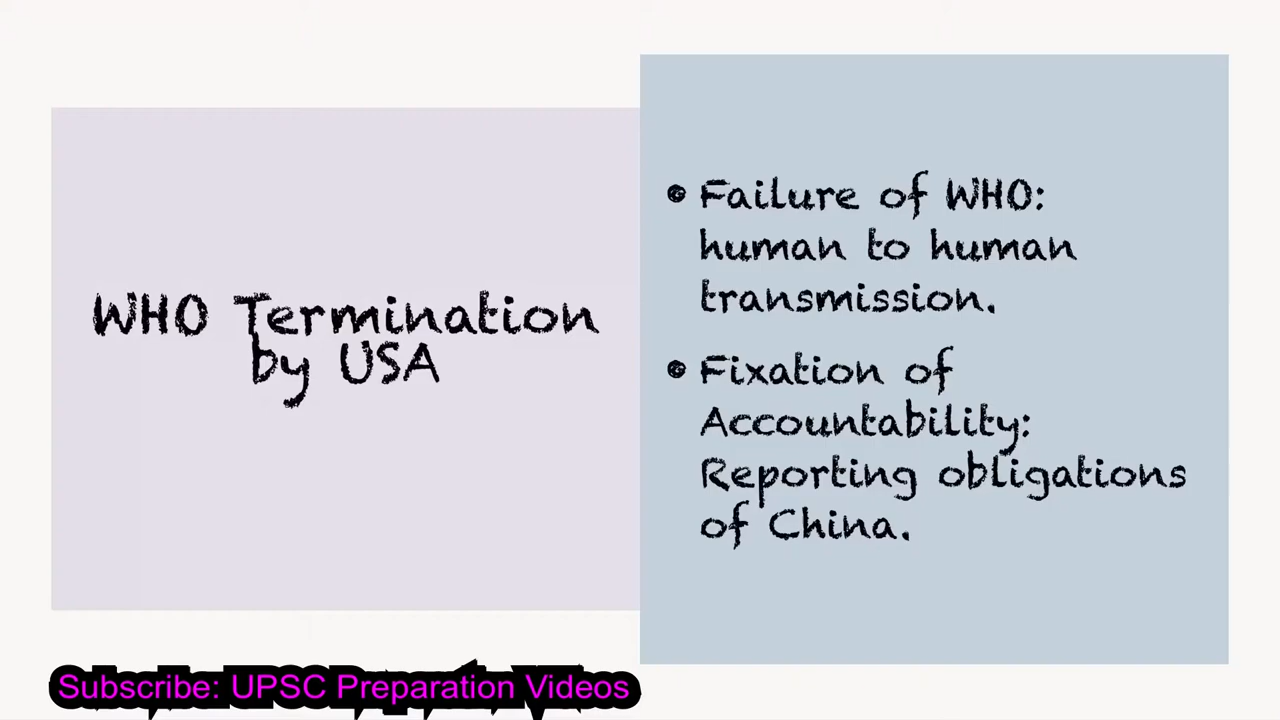 WHO Termination
by USA
• Failure of WHO:
human to human
transmission.
• Fixation of
Accountability:
Reporting obligations
of China.
Subscribe: UPSC Preparation Videos